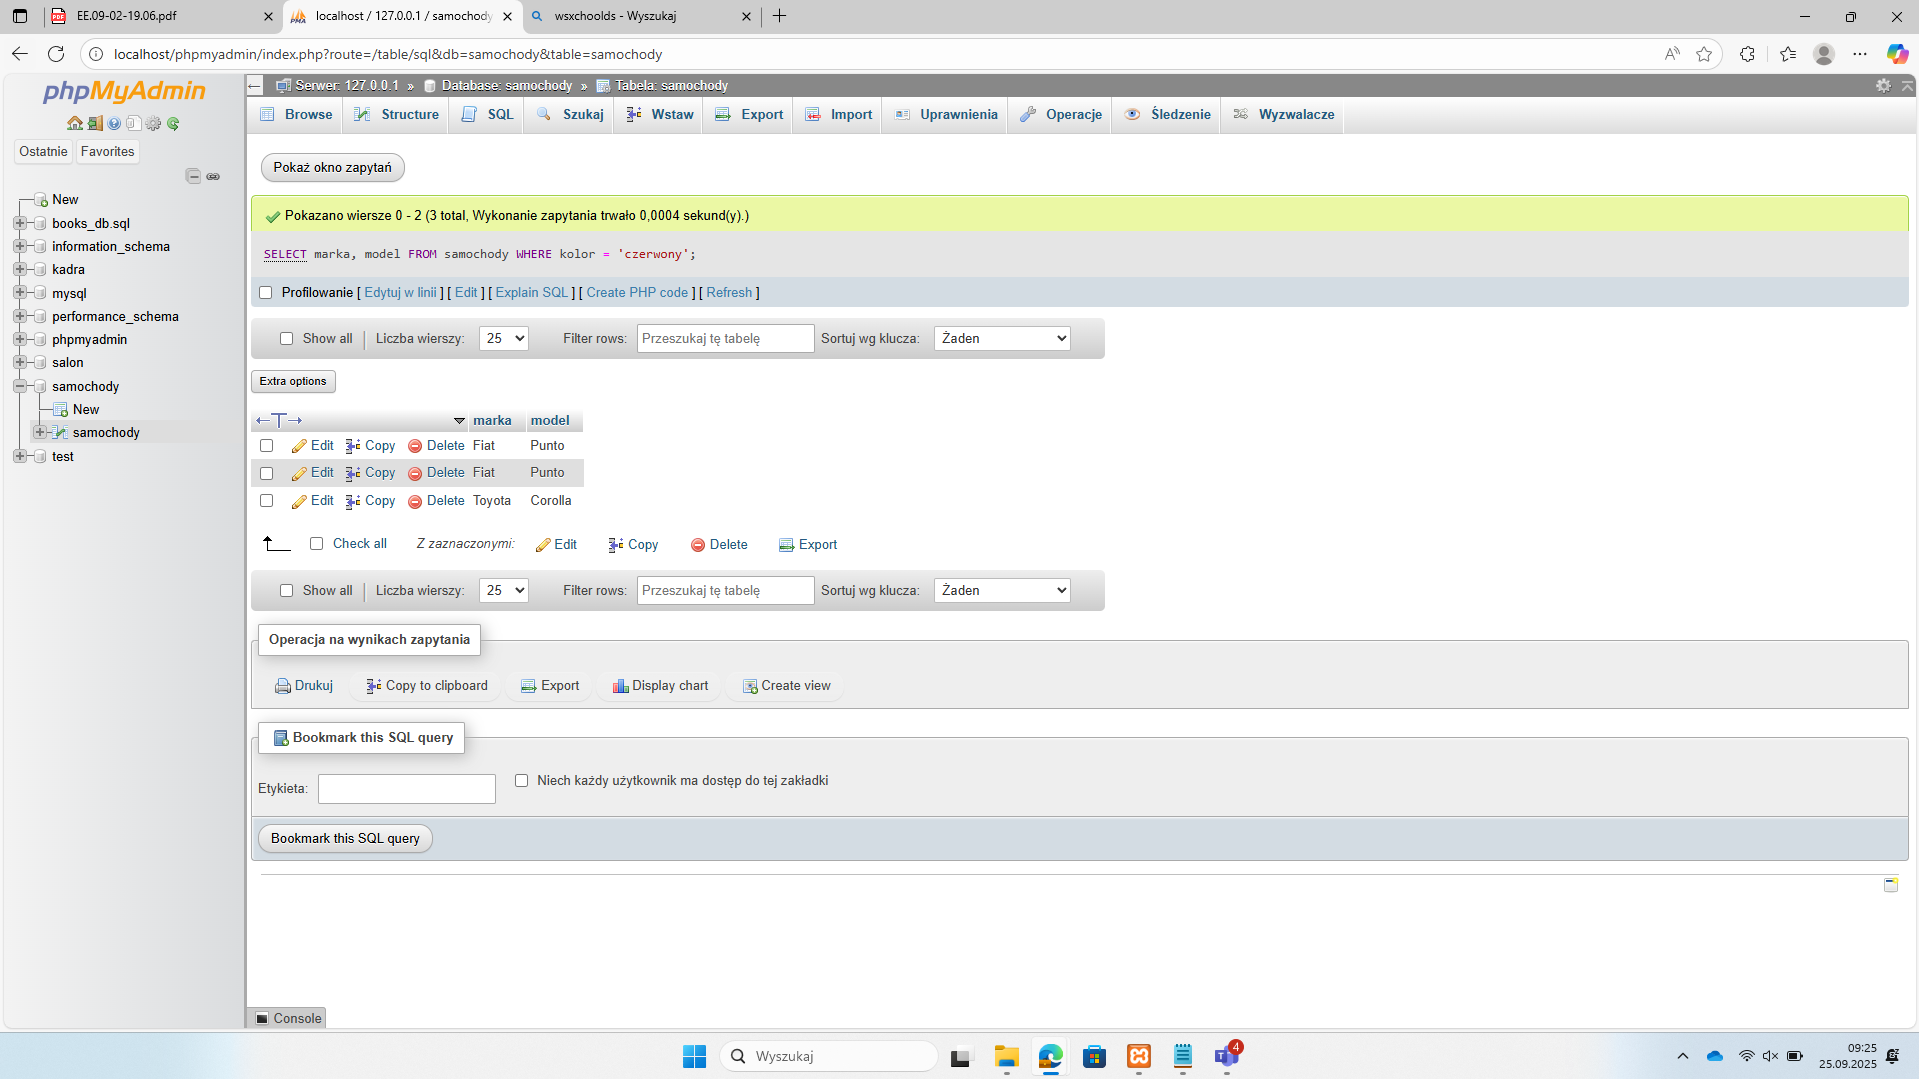 EE.09-02-19.06.pdf
localhost / 127.0.0.1 / samochody
wsxchoolds - Wyszukaj
localhost/phpmyadmin/index.php?route=/table/sql&db=samochody&table=samochody
phpMyAdmin
Ostatnie Favorites
New
books_db.sql
information_schema
kadra
mysql
performance_schema
phpmyadmin
salon
samochody
New
samochody
test
Serwer: 127.0.0.1 » Database: samochody » Tabela: samochody
Browse Structure SQL Szukaj Wstaw Export Import Uprawnienia Operacje Śledzenie Wyzwalacze
Pokaż okno zapytań
Pokazano wiersze 0 - 2 (3 total, Wykonanie zapytania trwało 0,0004 sekund(y).)
SELECT marka, model FROM samochody WHERE kolor = 'czerwony';
Profilowanie [ Edytuj w linii ] [ Edit ] [ Explain SQL ] [ Create PHP code ] [ Refresh ]
Show all Liczba wierszy: 25 Filter rows: Przeszukaj tę tabelę Sortuj wg klucza: Żaden
Extra options
marka model
Edit Copy Delete Fiat Punto
Edit Copy Delete Fiat Punto
Edit Copy Delete Toyota Corolla
Check all Z zaznaczonymi: Edit Copy Delete Export
Show all Liczba wierszy: 25 Filter rows: Przeszukaj tę tabelę Sortuj wg klucza: Żaden
Operacja na wynikach zapytania
Drukuj Copy to clipboard Export Display chart Create view
Bookmark this SQL query
Etykieta: Niech każdy użytkownik ma dostęp do tej zakładki
Bookmark this SQL query
Console
Wyszukaj
4
09:25
25.09.2025